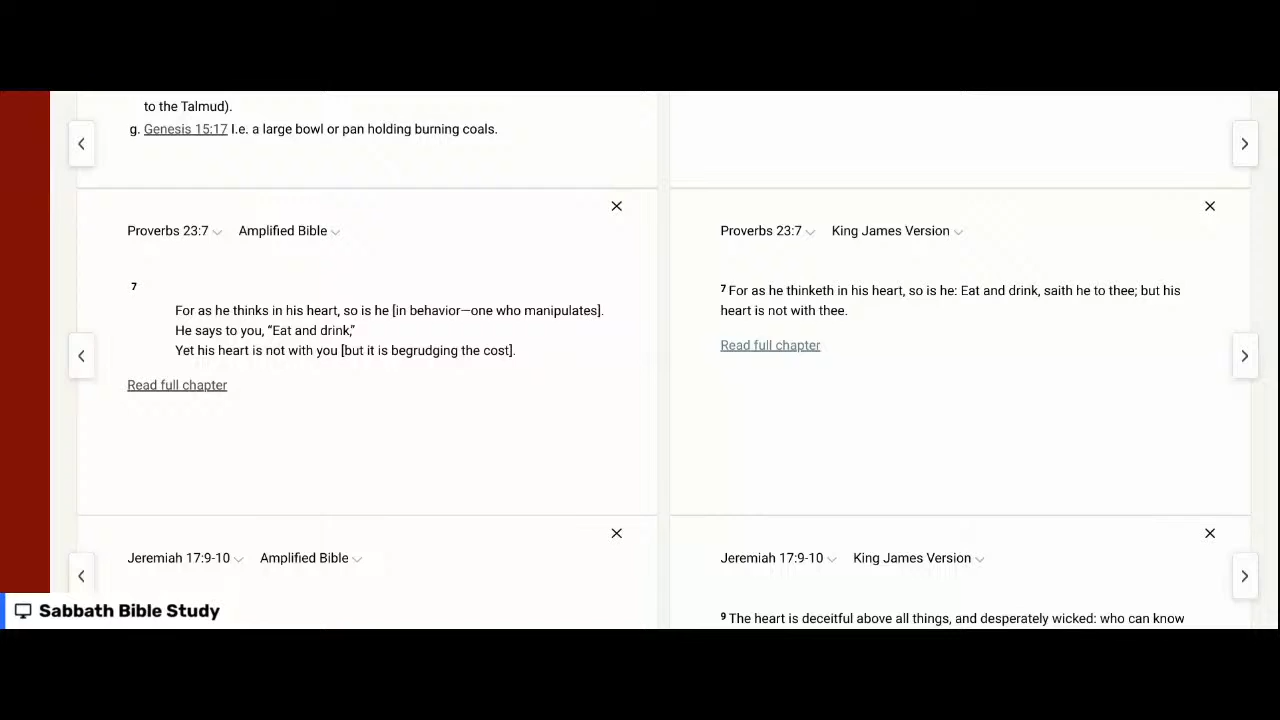 to the Talmud).
g. Genesis 15:17 I.e. a large bowl or pan holding burning coals.
Proverbs 23:7 Amplified Bible
7
For as he thinks in his heart, so is he [in behavior—one who manipulates].
He says to you, “Eat and drink,”
Yet his heart is not with you [but it is begrudging the cost].
Read full chapter
Proverbs 23:7 King James Version
7 For as he thinketh in his heart, so is he: Eat and drink, saith he to thee; but his
heart is not with thee.
Read full chapter
Jeremiah 17:9-10 Amplified Bible
Jeremiah 17:9-10 King James Version
9 The heart is deceitful above all things, and desperately wicked: who can know
Sabbath Bible Study